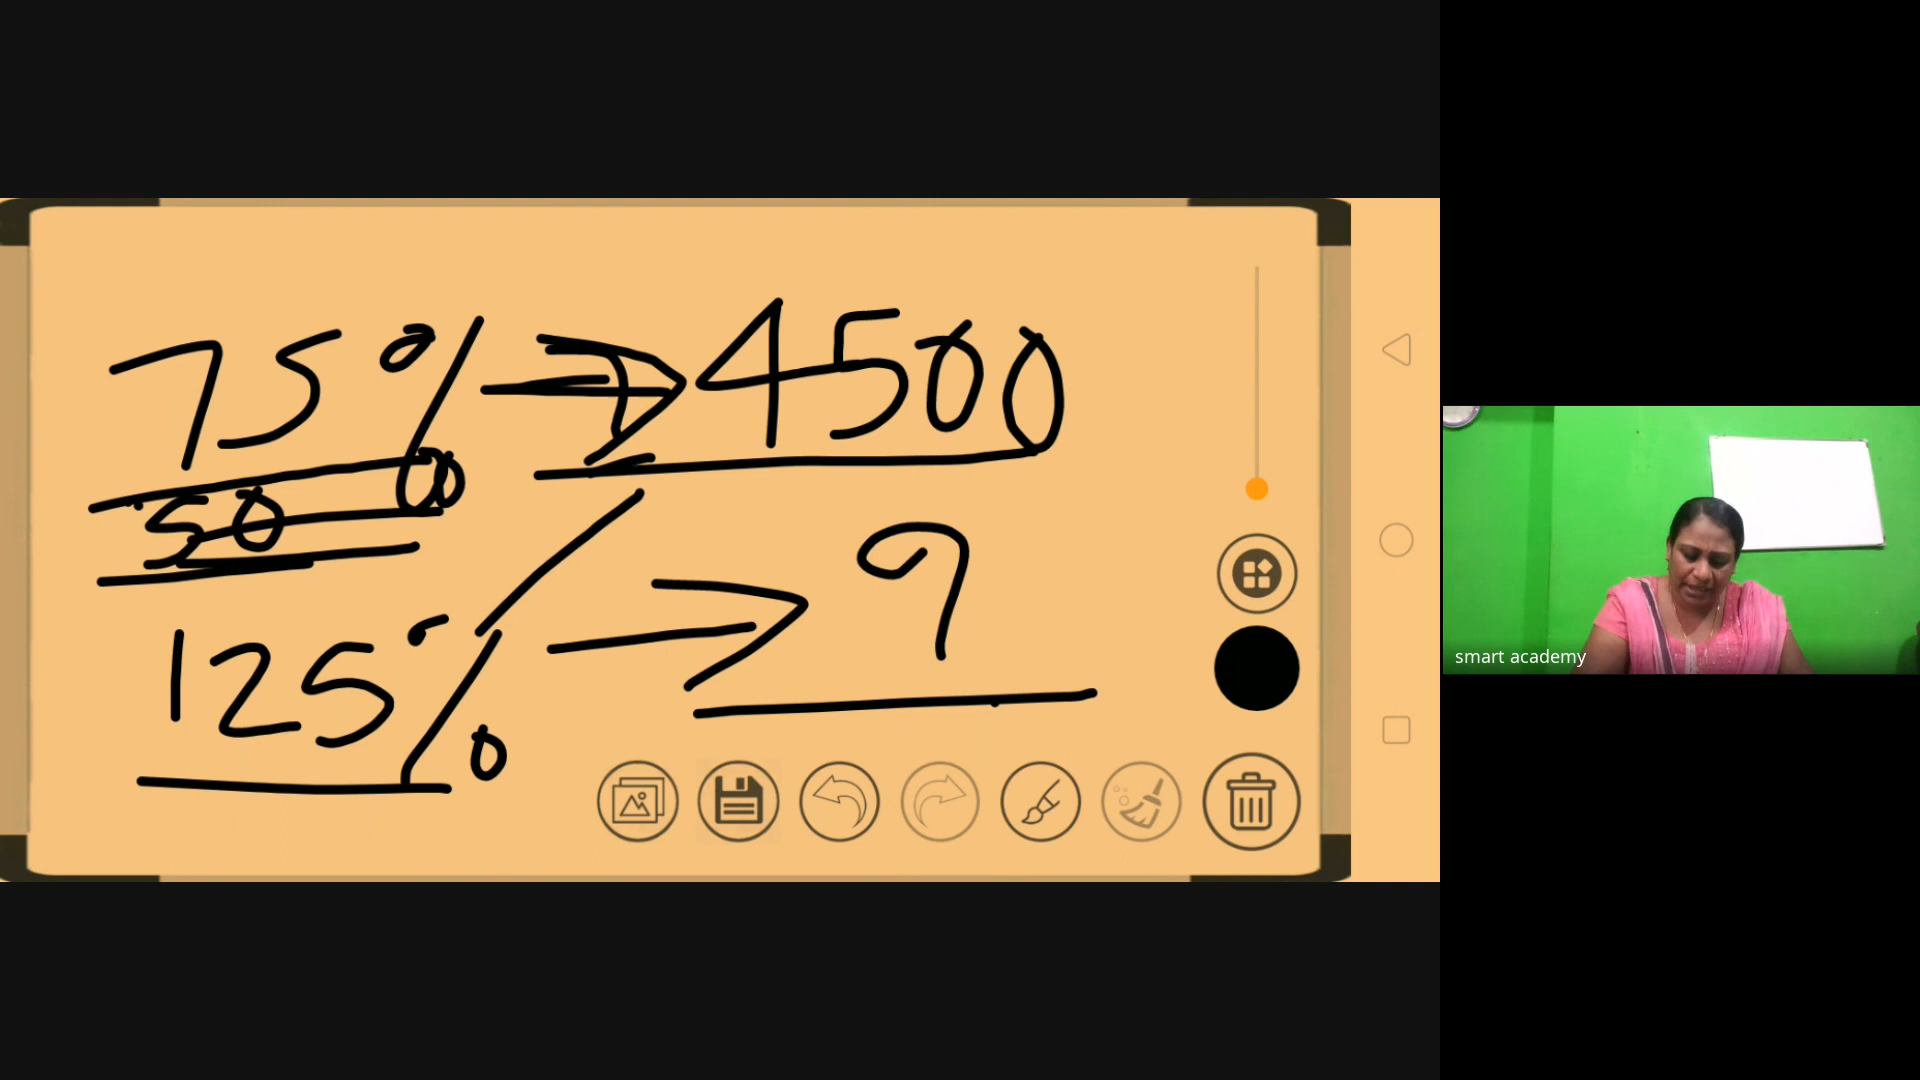 75% → 4500
50
125% → ?
smart academy